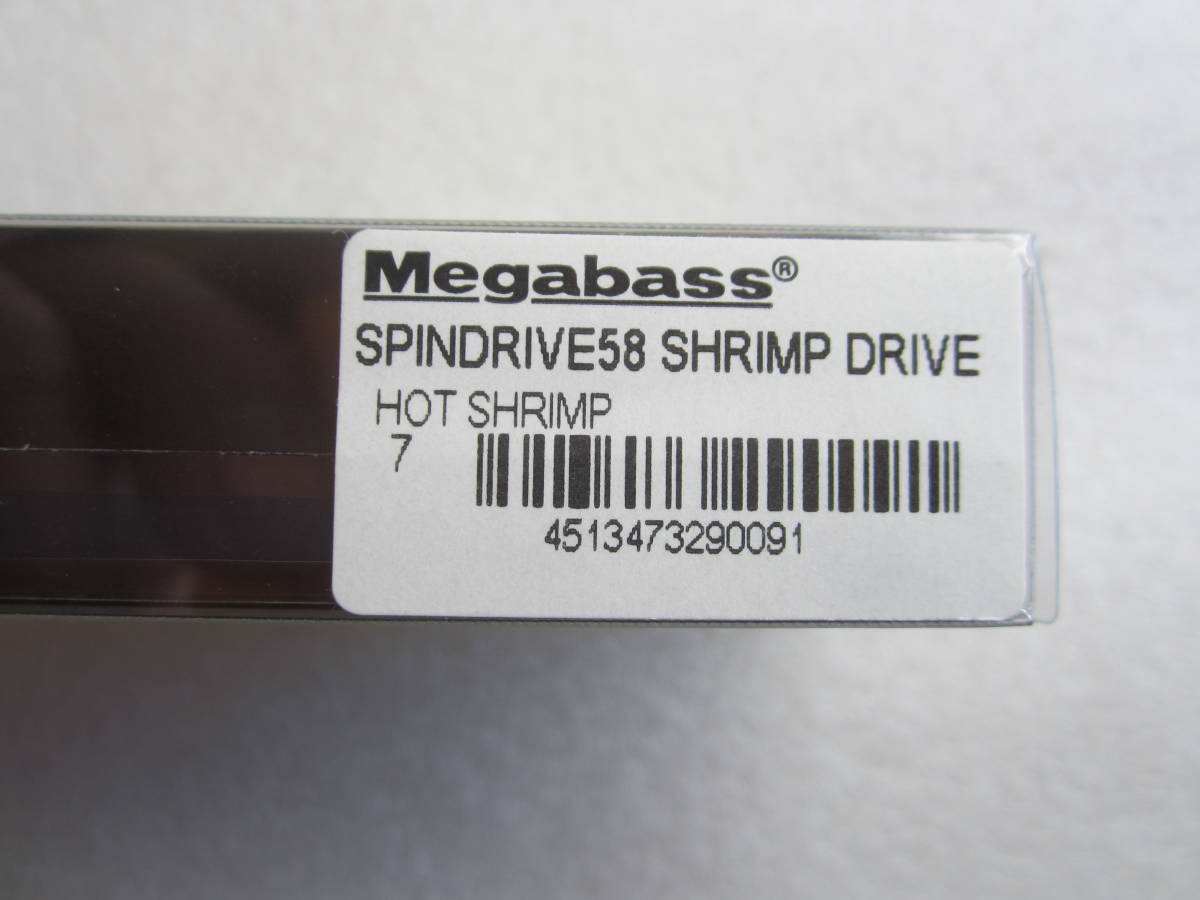 Megabass®
SPINDRIVE58 SHRIMP DRIVE
HOT SHRIMP
7
4513473290091